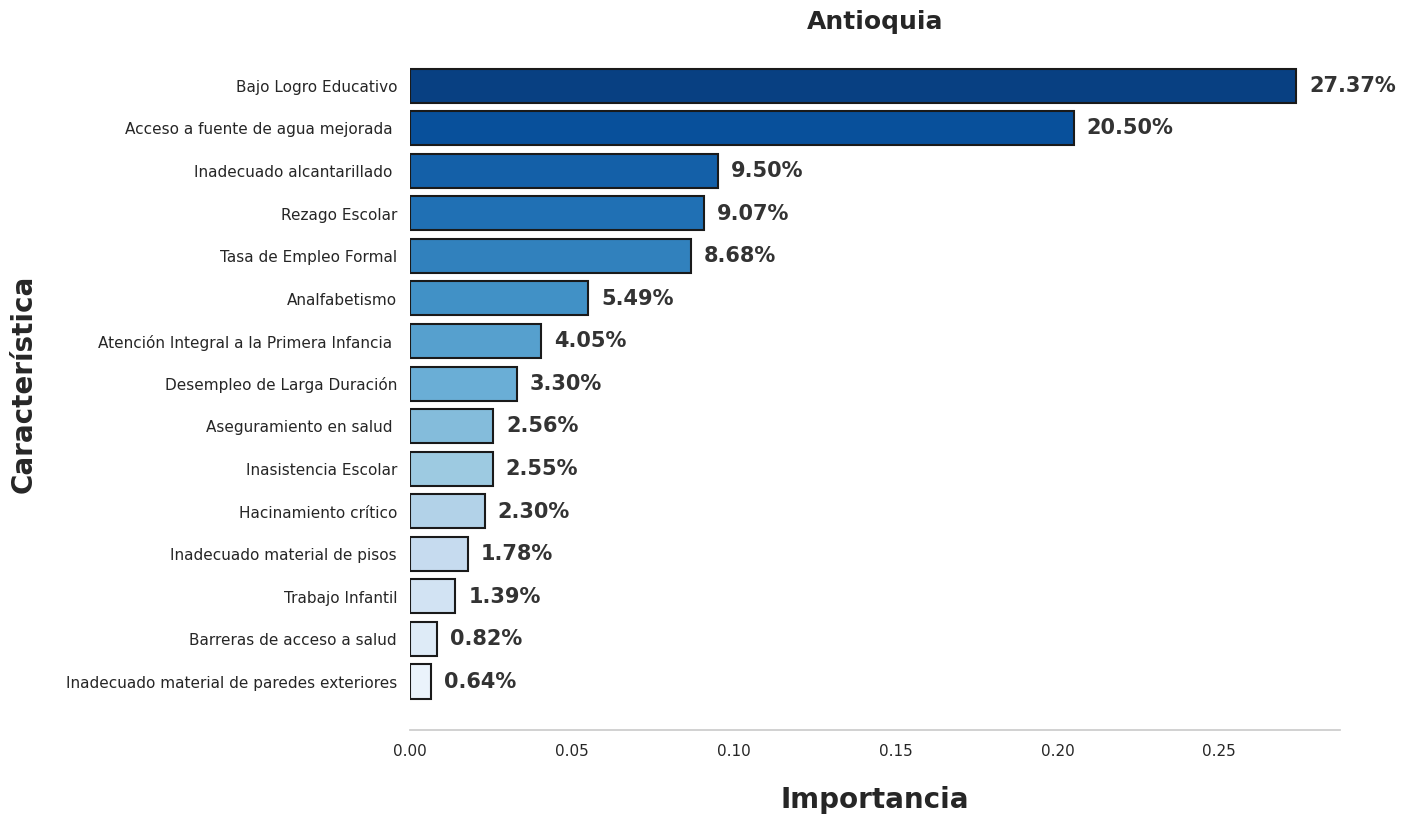 Antioquia
Bajo Logro Educativo 27.37%
Acceso a fuente de agua mejorada 20.50%
Inadecuado alcantarillado 9.50%
Rezago Escolar 9.07%
Tasa de Empleo Formal 8.68%
Analfabetismo 5.49%
Atención Integral a la Primera Infancia 4.05%
Desempleo de Larga Duración 3.30%
Aseguramiento en salud 2.56%
Inasistencia Escolar 2.55%
Hacinamiento crítico 2.30%
Inadecuado material de pisos 1.78%
Trabajo Infantil 1.39%
Barreras de acceso a salud 0.82%
Inadecuado material de paredes exteriores 0.64%
Característica
0.00 0.05 0.10 0.15 0.20 0.25
Importancia